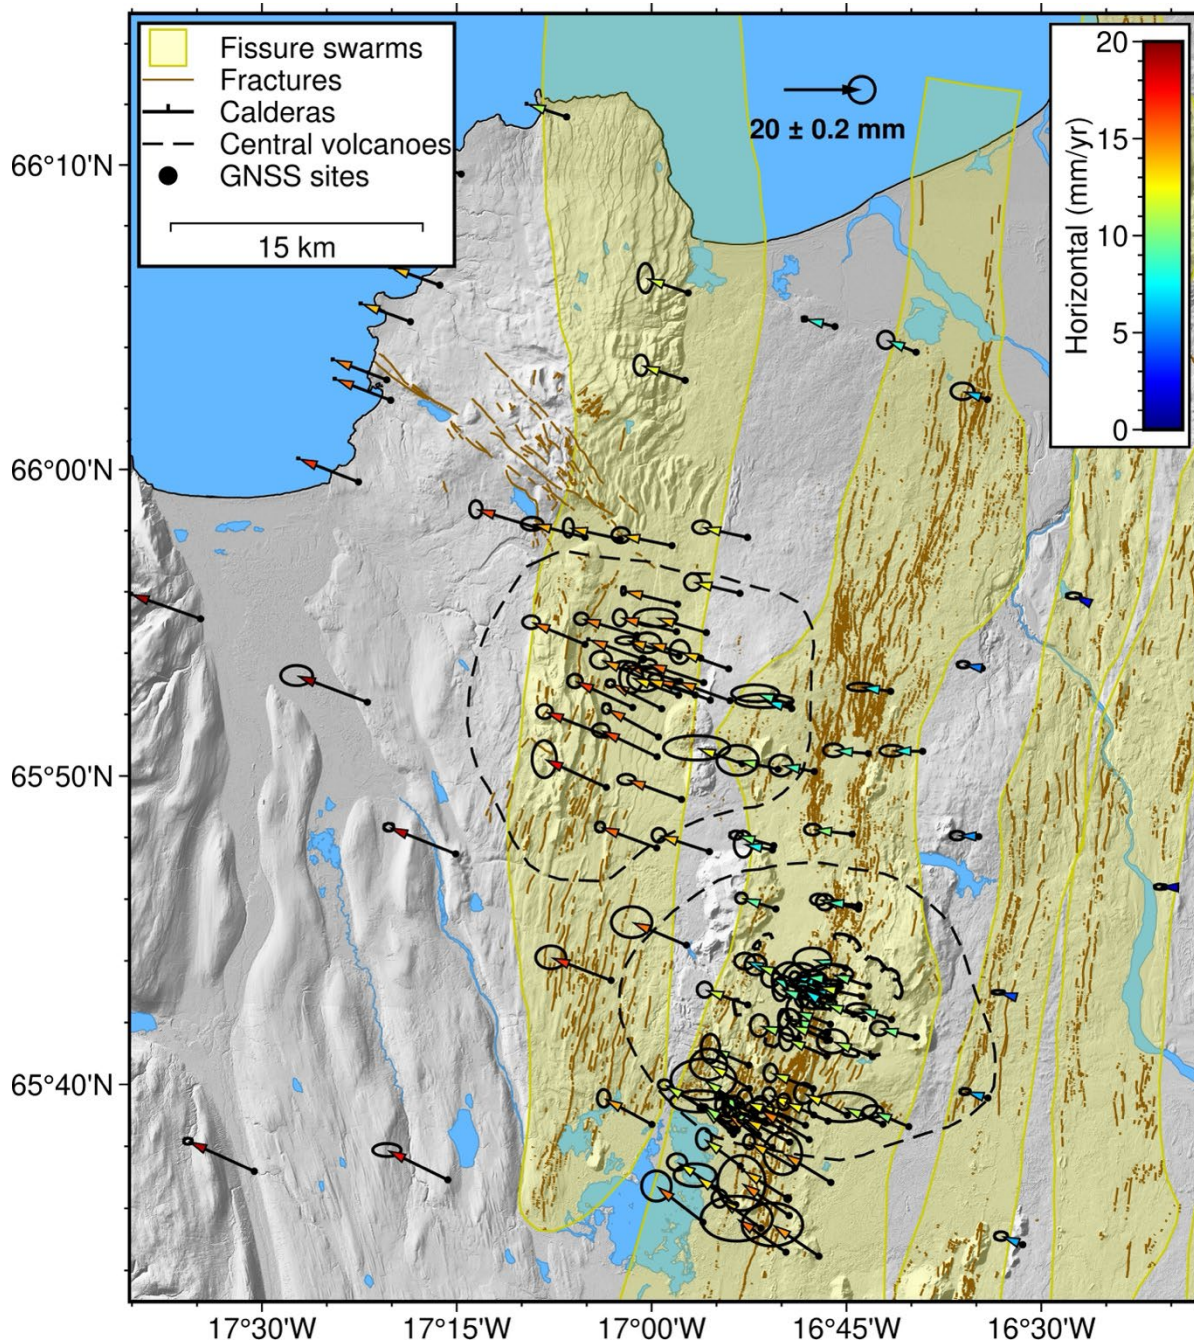 Fissure swarms
Fractures
Calderas
Central volcanoes
GNSS sites
15 km
20 ± 0.2 mm
Horizontal (mm/yr)
20
15
10
5
0
66°10'N
66°00'N
65°50'N
65°40'N
17°30'W
17°15'W
17°00'W
16°45'W
16°30'W